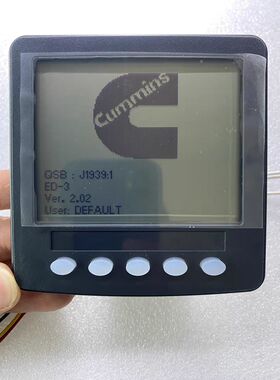 Cummins
QSB : J1939:1
ED-3
Ver. 2.02
User: DEFAULT